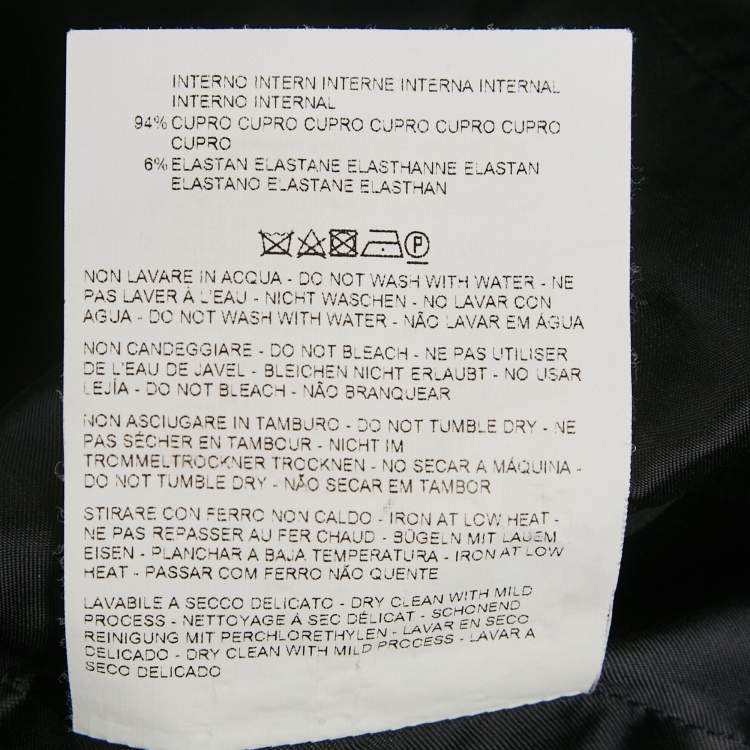 INTERNO INTERN INTERNE INTERNA INTERNAL
INTERNO INTERNAL
94% CUPRO CUPRO CUPRO CUPRO CUPRO CUPRO
CUPRO
6% ELASTAN ELASTANE ELASTHANNE ELASTAN
ELASTANO ELASTANE ELASTHAN
P
NON LAVARE IN ACQUA - DO NOT WASH WITH WATER - NE
PAS LAVER À L'EAU - NICHT WASCHEN - NO LAVAR CON
AGUA - DO NOT WASH WITH WATER - NÃO LAVAR EM ÁGUA
NON CANDEGGIARE - DO NOT BLEACH - NE PAS UTILISER
DE L'EAU DE JAVEL - BLEICHEN NICHT ERLAUBT - NO USAR
LEJÍA - DO NOT BLEACH - NÃO BRANQUEAR
NON ASCIUGARE IN TAMBURO - DO NOT TUMBLE DRY - NE
PAS SÉCHER EN TAMBOUR - NICHT IM
TROMMELTROCKNER TROCKNEN - NO SECAR A MÁQUINA -
DO NOT TUMBLE DRY - NÃO SECAR EM TAMBOR
STIRARE CON FERRO NON CALDO - IRON AT LOW HEAT -
NE PAS REPASSER AU FER CHAUD - BÜGELN MIT LAUEM
EISEN - PLANCHAR A BAJA TEMPERATURA - IRON AT LOW
HEAT - PASSAR COM FERRO NÃO QUENTE
LAVABILE A SECCO DELICATO - DRY CLEAN WITH MILD
PROCESS - NETTOYAGE À SEC DÉLICAT - SCHONEND
REINIGUNG MIT PERCHLORETHYLEN - LAVAR EN SECO
DELICADO - DRY CLEAN WITH MILD PROCESS - LAVAR A
SECO DELICADO